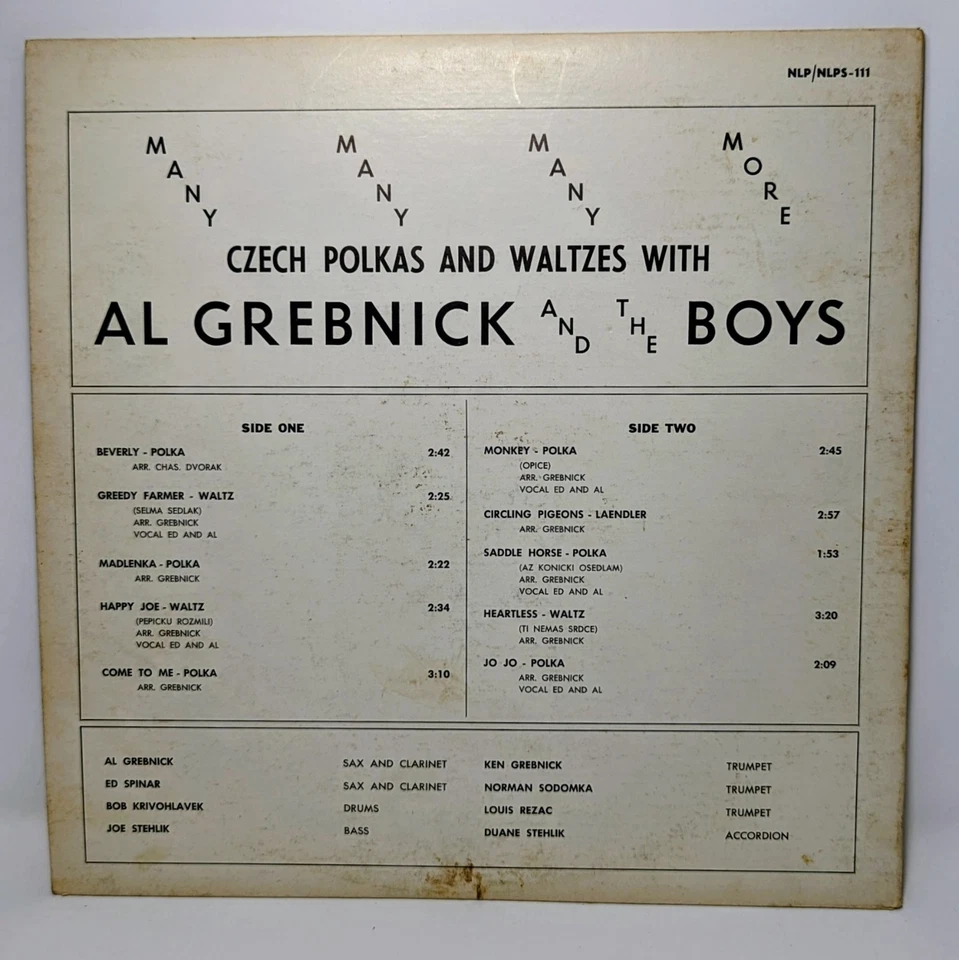 NLP/NLPS-111
MANY MANY MANY MORE
CZECH POLKAS AND WALTZES WITH
AL GREBNICK AND THE BOYS
SIDE ONE
BEVERLY - POLKA 2:42
ARR. CHAS. DVORAK
GREEDY FARMER - WALTZ 2:25
(SELMA SEDLAK)
ARR. GREBNICK
VOCAL ED AND AL
MADLENKA - POLKA 2:22
ARR. GREBNICK
HAPPY JOE - WALTZ 2:34
(PEPICKU ROZMILI)
ARR. GREBNICK
VOCAL ED AND AL
COME TO ME - POLKA 3:10
ARR. GREBNICK
SIDE TWO
MONKEY - POLKA 2:45
(OPICE)
ARR. GREBNICK
VOCAL ED AND AL
CIRCLING PIGEONS - LAENDLER 2:57
ARR. GREBNICK
SADDLE HORSE - POLKA 1:53
(AZ KONICKI OSEDLAM)
ARR. GREBNICK
VOCAL ED AND AL
HEARTLESS - WALTZ 3:20
(TI NEMAS SRDCE)
ARR. GREBNICK
JO JO - POLKA 2:09
ARR. GREBNICK
VOCAL ED AND AL
AL GREBNICK SAX AND CLARINET
ED SPINAR SAX AND CLARINET
BOB KRIVOHLAVEK DRUMS
JOE STEHLIK BASS
KEN GREBNICK TRUMPET
NORMAN SODOMKA TRUMPET
LOUIS REZAC TRUMPET
DUANE STEHLIK ACCORDION